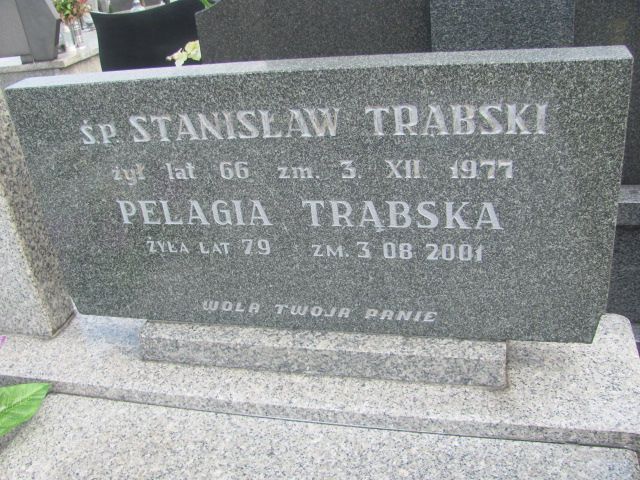 Ś.P. STANISŁAW TRĄBSKI
żył lat 66 zm. 3. XII. 1977
PELAGIA TRĄBSKA
ŻYŁA LAT 79 ZM. 3 08 2001
WOLA TWOJA PANIE